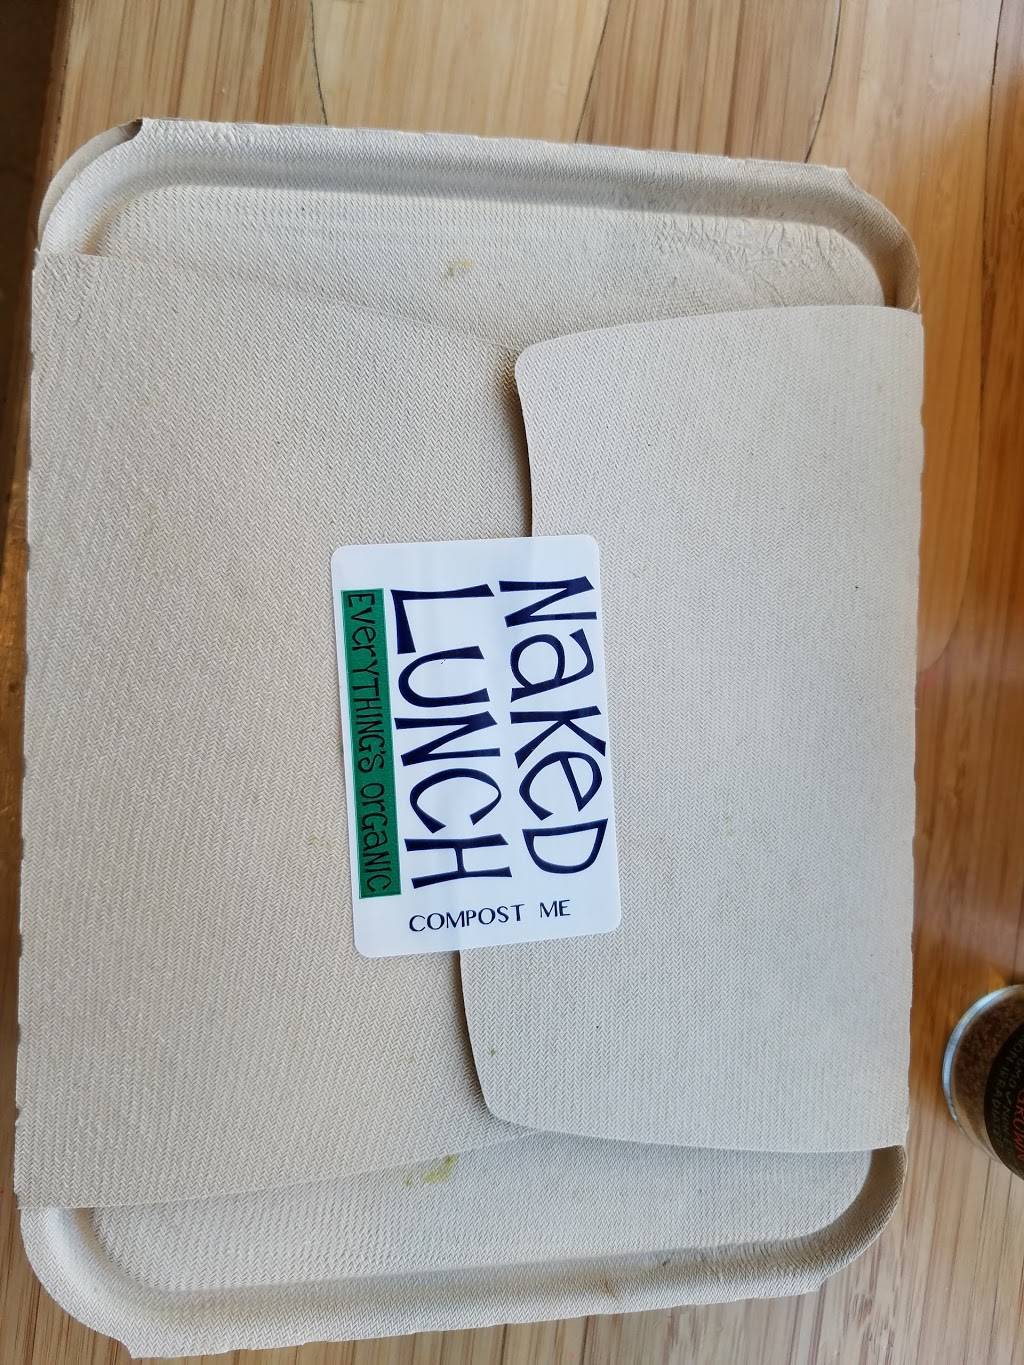 NaKeD
LUNCH
EVerYTHING'S OrGaNIC
COMPOST ME